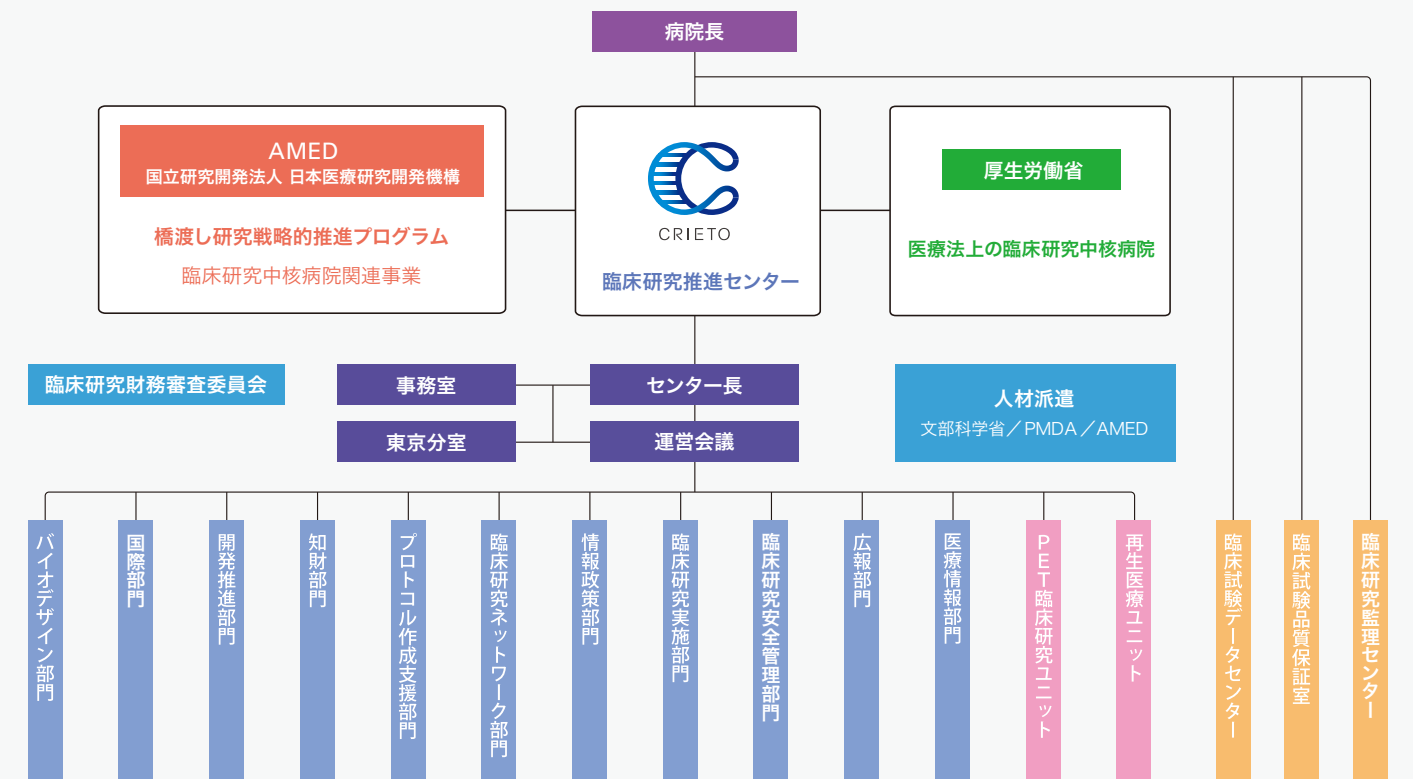 病院長
AMED
国立研究開発法人 日本医療研究開発機構
橋渡し研究戦略的推進プログラム
臨床研究中核病院関連事業
CRIETO
臨床研究推進センター
厚生労働省
医療法上の臨床研究中核病院
臨床研究財務審査委員会
事務室
センター長
東京分室
運営会議
人材派遣
文部科学省／PMDA／AMED
バイオデザイン部門
国際部門
開発推進部門
知財部門
プロトコル作成支援部門
臨床研究ネットワーク部門
情報政策部門
臨床研究実施部門
臨床研究安全管理部門
広報部門
医療情報部門
PET臨床研究ユニット
再生医療ユニット
臨床試験データセンター
臨床試験品質保証室
臨床研究監理センター